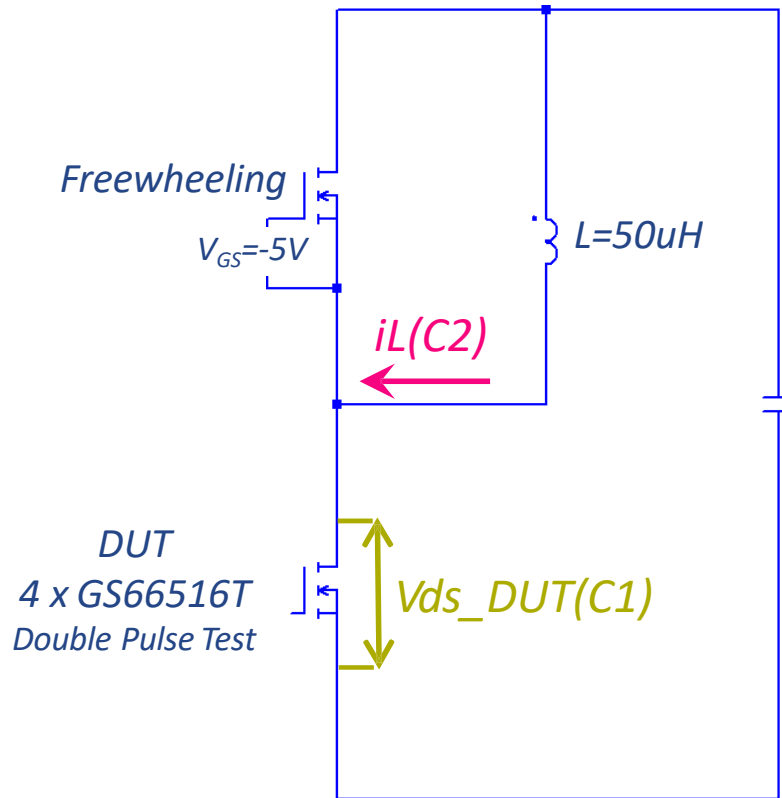 Freewheeling
VGS=-5V
L=50uH
iL(C2)
DUT
4 x GS66516T
Double Pulse Test
Vds_DUT(C1)